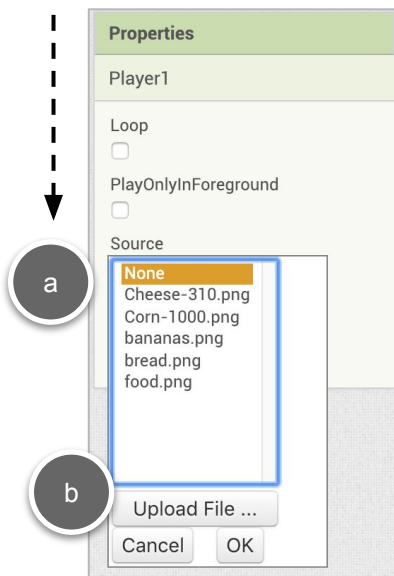 Properties
Player1
Loop
PlayOnlyInForeground
Source
a
None
Cheese-310.png
Corn-1000.png
bananas.png
bread.png
food.png
b
Upload File ...
Cancel OK